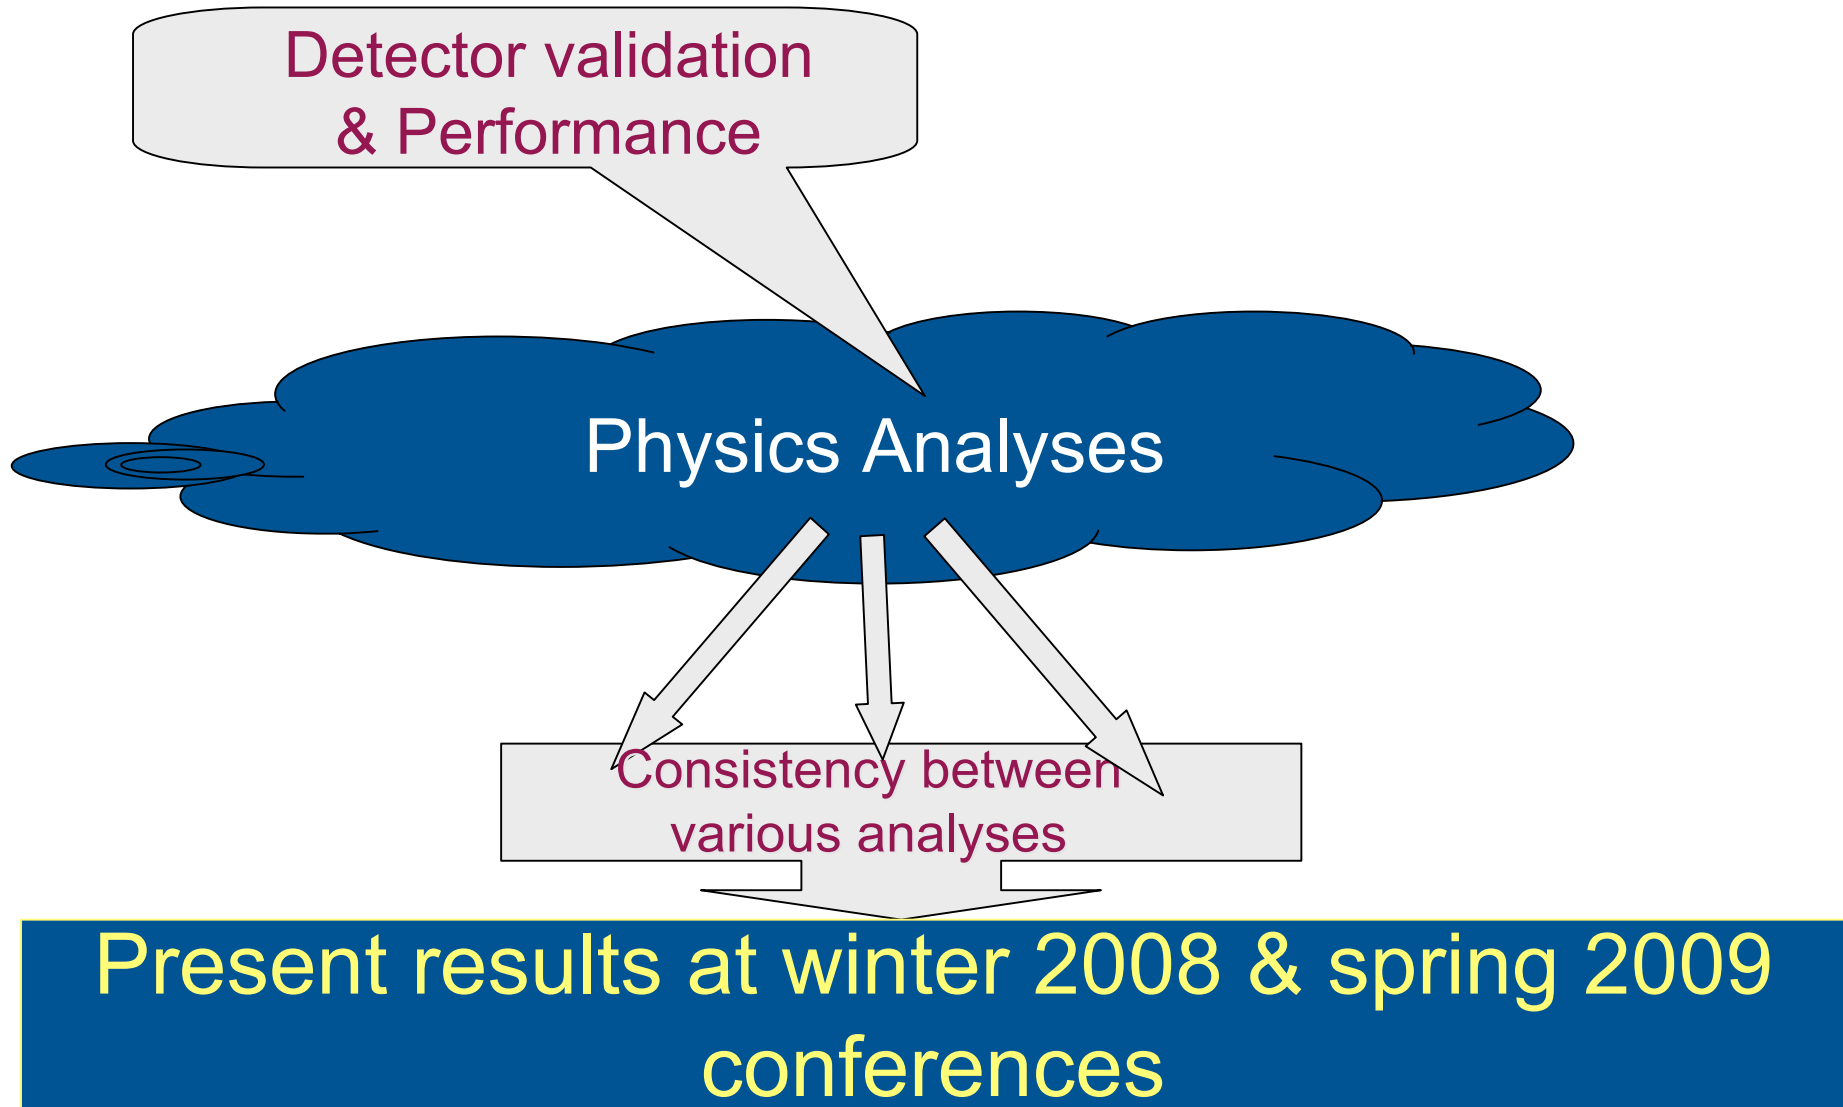 Detector validation
& Performance
Physics Analyses
Consistency between
various analyses
Present results at winter 2008 & spring 2009
conferences